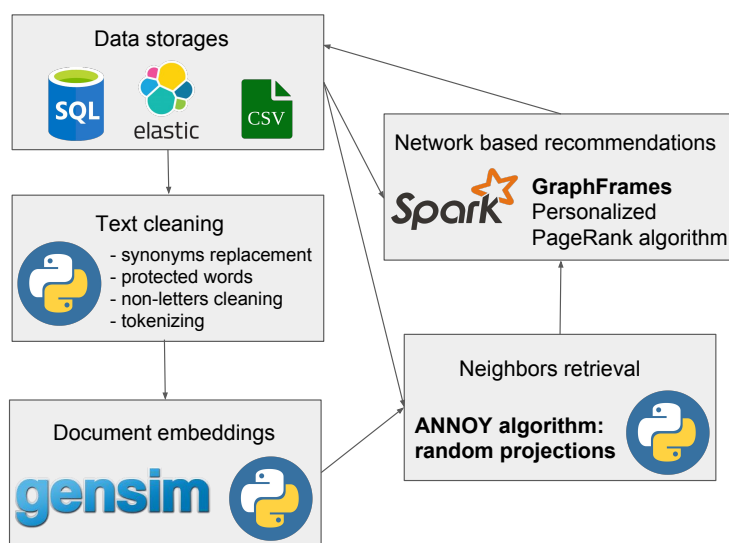 Data storages
SQL
elastic
CSV
Text cleaning
- synonyms replacement
- protected words
- non-letters cleaning
- tokenizing
Document embeddings
gensim
Network based recommendations
Spark
GraphFrames
Personalized
PageRank algorithm
Neighbors retrieval
ANNOY algorithm:
random projections